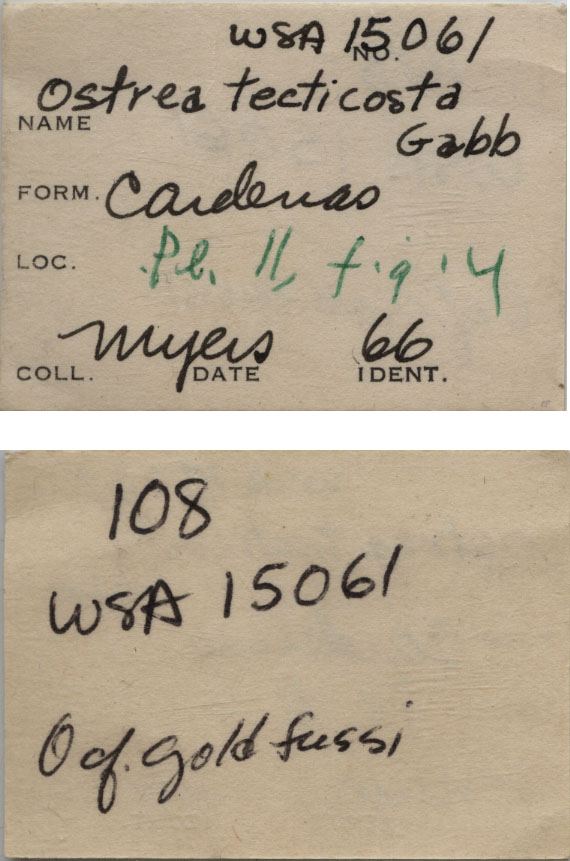 WSA 15061
NO.
Ostrea tecticosta
NAME
Gabb
FORM. Cardenas
LOC. Pl. 11, fig. 4
Myers 66
COLL. DATE IDENT.
108
WSA 15061
O cf. goldfussi